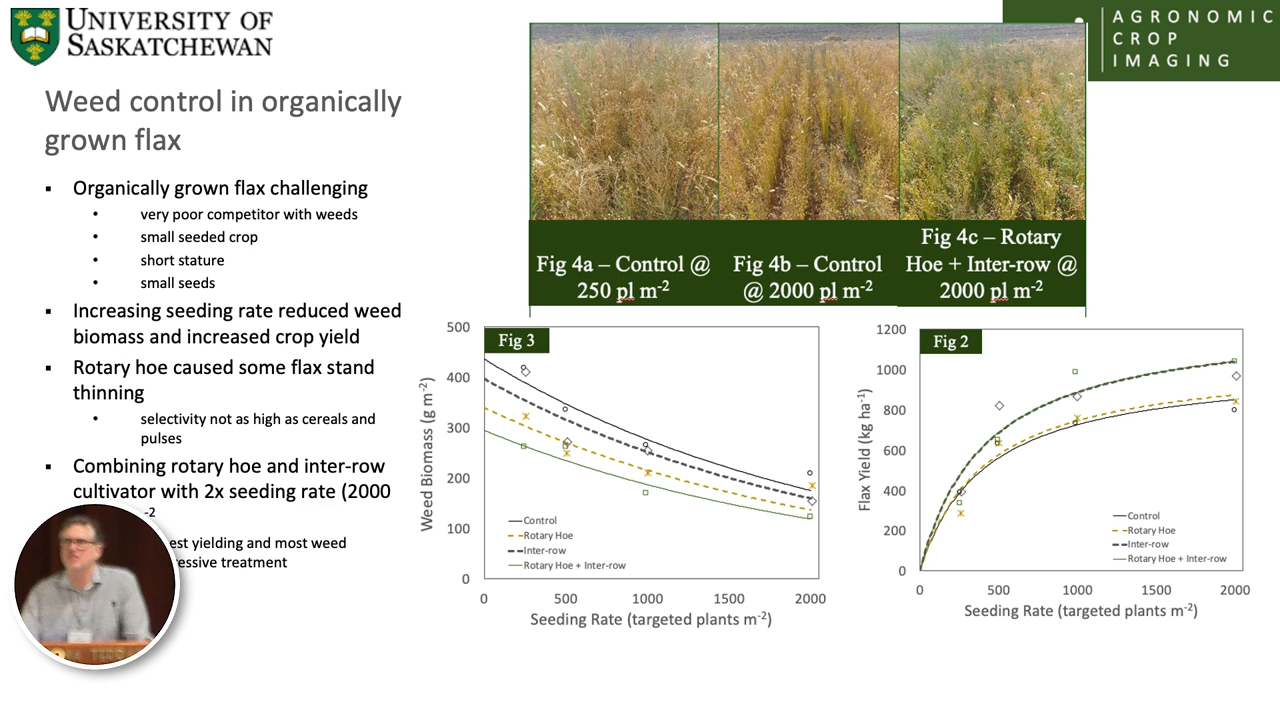 UNIVERSITY OF
SASKATCHEWAN
AGRONOMIC
CROP
IMAGING
Weed control in organically
grown flax
▪ Organically grown flax challenging
• very poor competitor with weeds
• small seeded crop
• short stature
• small seeds
▪ Increasing seeding rate reduced weed
biomass and increased crop yield
▪ Rotary hoe caused some flax stand
thinning
• selectivity not as high as cereals and
pulses
▪ Combining rotary hoe and inter-row
cultivator with 2x seeding rate (2000
-2
yielding and most weed
treatment
Fig 4a – Control @
250 pl m-2
Fig 4b – Control
@ 2000 pl m-2
Fig 4c – Rotary
Hoe + Inter-row @
2000 pl m-2
Fig 3
Weed Biomass (g m-2)
500
400
300
200
100
0
Control
Rotary Hoe
Inter-row
Rotary Hoe + Inter-row
0 500 1000 1500 2000
Seeding Rate (targeted plants m-2)
Fig 2
Flax Yield (kg ha-1)
1200
1000
800
600
400
200
0
Control
Rotary Hoe
Inter-row
Rotary Hoe + Inter-row
0 500 1000 1500 2000
Seeding Rate (targeted plants m-2)